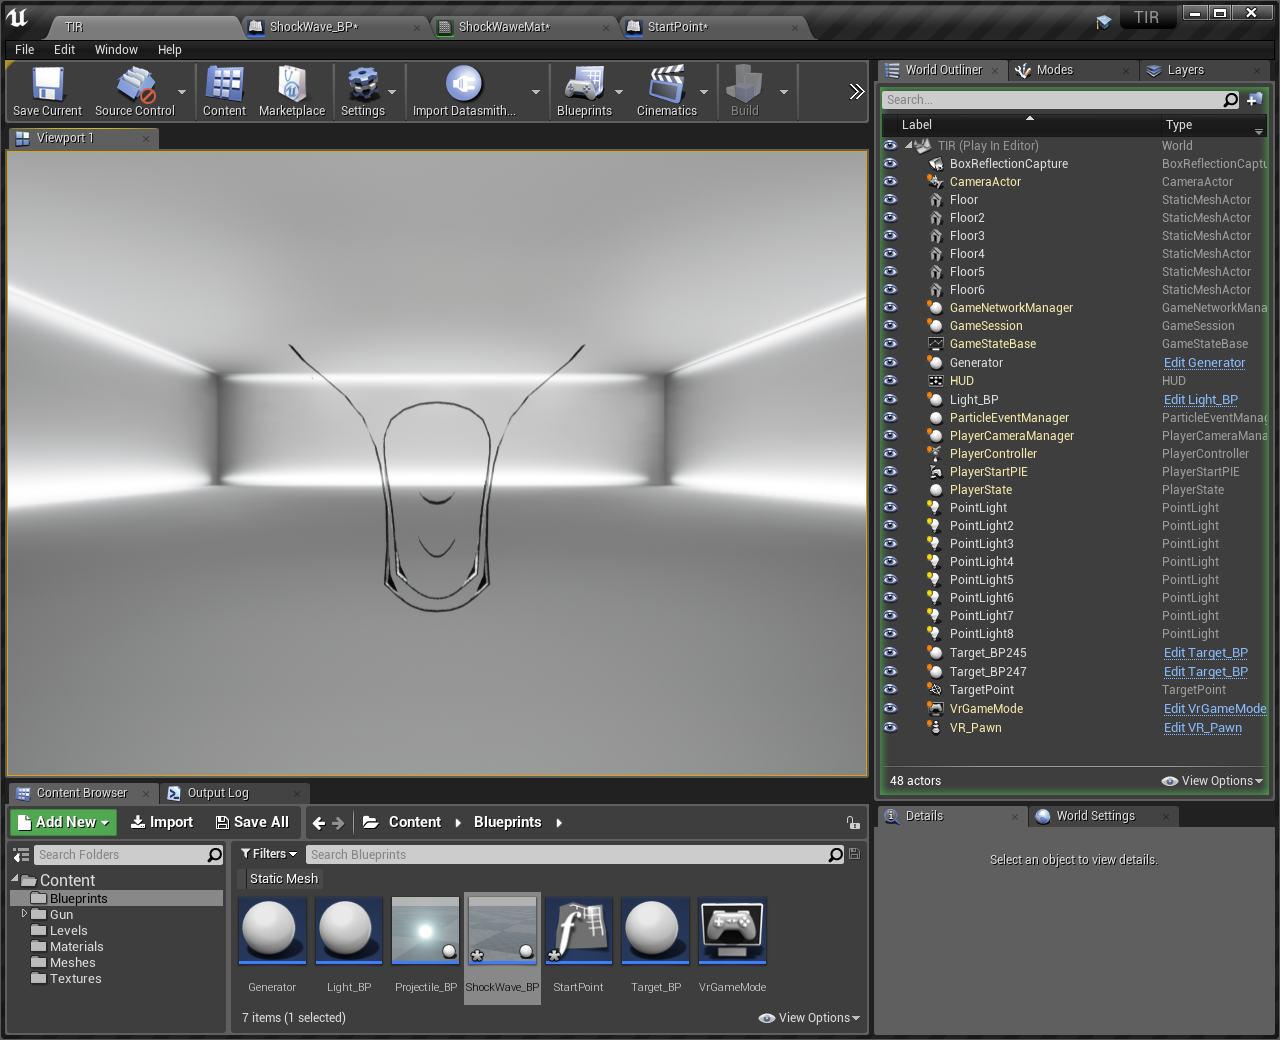 TIR
ShockWave_BP*
ShockWaweMat*
StartPoint*
TIR
File Edit Window Help
Save Current
Source Control
Content
Marketplace
Settings
Import Datasmith...
Blueprints
Cinematics
Build
Viewport 1
World Outliner
Modes
Layers
Search...
Label Type
TIR (Play In Editor) World
BoxReflectionCapture BoxReflectionCaptu
CameraActor CameraActor
Floor StaticMeshActor
Floor2 StaticMeshActor
Floor3 StaticMeshActor
Floor4 StaticMeshActor
Floor5 StaticMeshActor
Floor6 StaticMeshActor
GameNetworkManager GameNetworkMana
GameSession GameSession
GameStateBase GameStateBase
Generator Edit Generator
HUD HUD
Light_BP Edit Light_BP
ParticleEventManager ParticleEventManag
PlayerCameraManager PlayerCameraMana
PlayerController PlayerController
PlayerStartPIE PlayerStartPIE
PlayerState PlayerState
PointLight PointLight
PointLight2 PointLight
PointLight3 PointLight
PointLight4 PointLight
PointLight5 PointLight
PointLight6 PointLight
PointLight7 PointLight
PointLight8 PointLight
Target_BP245 Edit Target_BP
Target_BP247 Edit Target_BP
TargetPoint TargetPoint
VrGameMode Edit VrGameMode
VR_Pawn Edit VR_Pawn
48 actors
View Options
Content Browser
Output Log
Add New
Import
Save All
Content
Blueprints
Search Folders
Content
Blueprints
Gun
Levels
Materials
Meshes
Textures
Filters
Search Blueprints
Static Mesh
Generator
Light_BP
Projectile_BP
ShockWave_BP
StartPoint
Target_BP
VrGameMode
7 items (1 selected)
View Options
Details
World Settings
Select an object to view details.